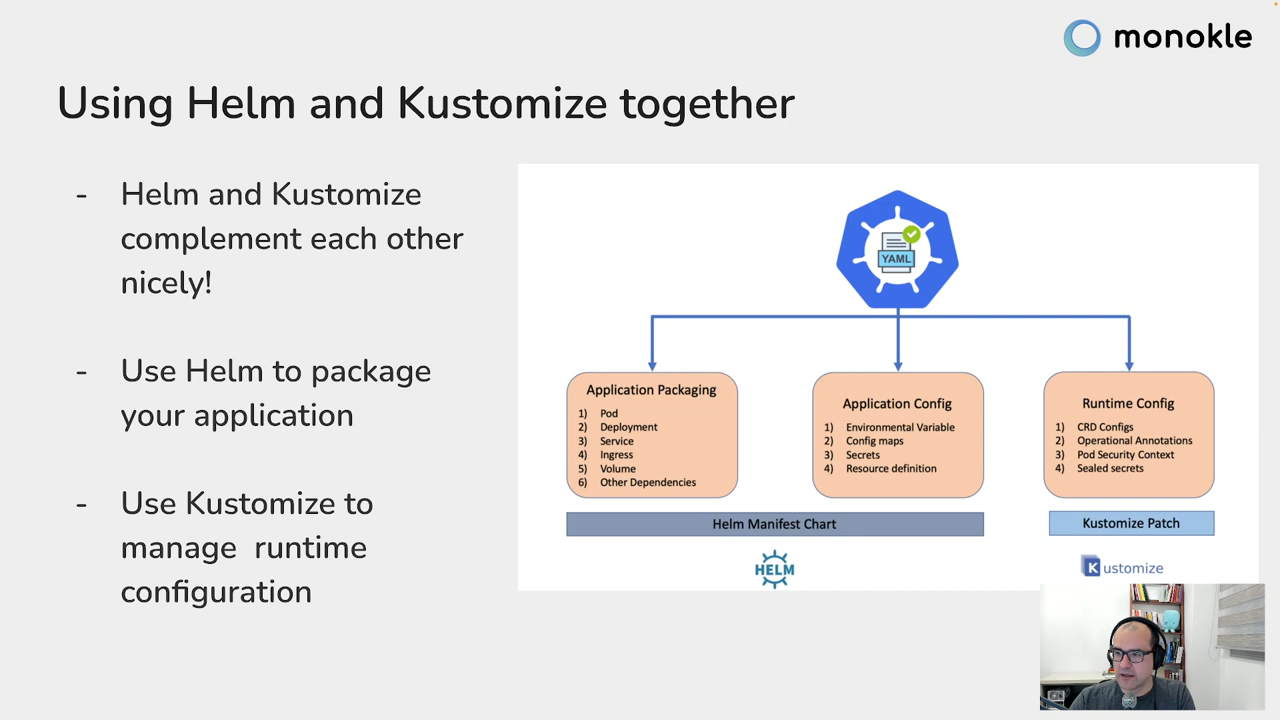 monokle
Using Helm and Kustomize together
- Helm and Kustomize
complement each other
nicely!
- Use Helm to package
your application
- Use Kustomize to
manage runtime
configuration
YAML
Application Packaging
1) Pod
2) Deployment
3) Service
4) Ingress
5) Volume
6) Other Dependencies
Application Config
1) Environmental Variable
2) Config maps
3) Secrets
4) Resource definition
Runtime Config
1) CRD Configs
2) Operational Annotations
3) Pod Security Context
4) Sealed secrets
Helm Manifest Chart
Kustomize Patch
HELM
Kustomize